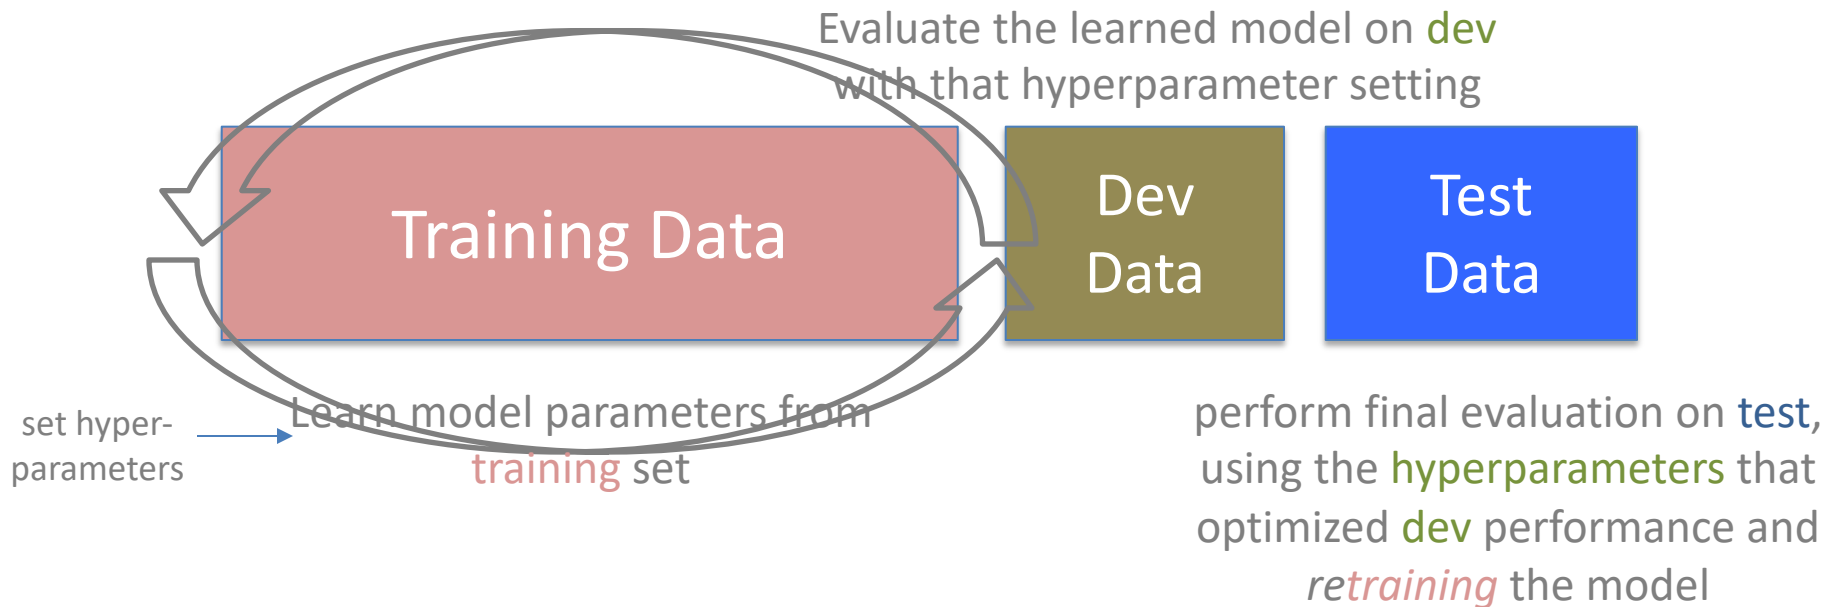 Evaluate the learned model on dev
with that hyperparameter setting
Training Data
Dev
Data
Test
Data
set hyper-
parameters
Learn model parameters from
training set
perform final evaluation on test,
using the hyperparameters that
optimized dev performance and
retraining the model